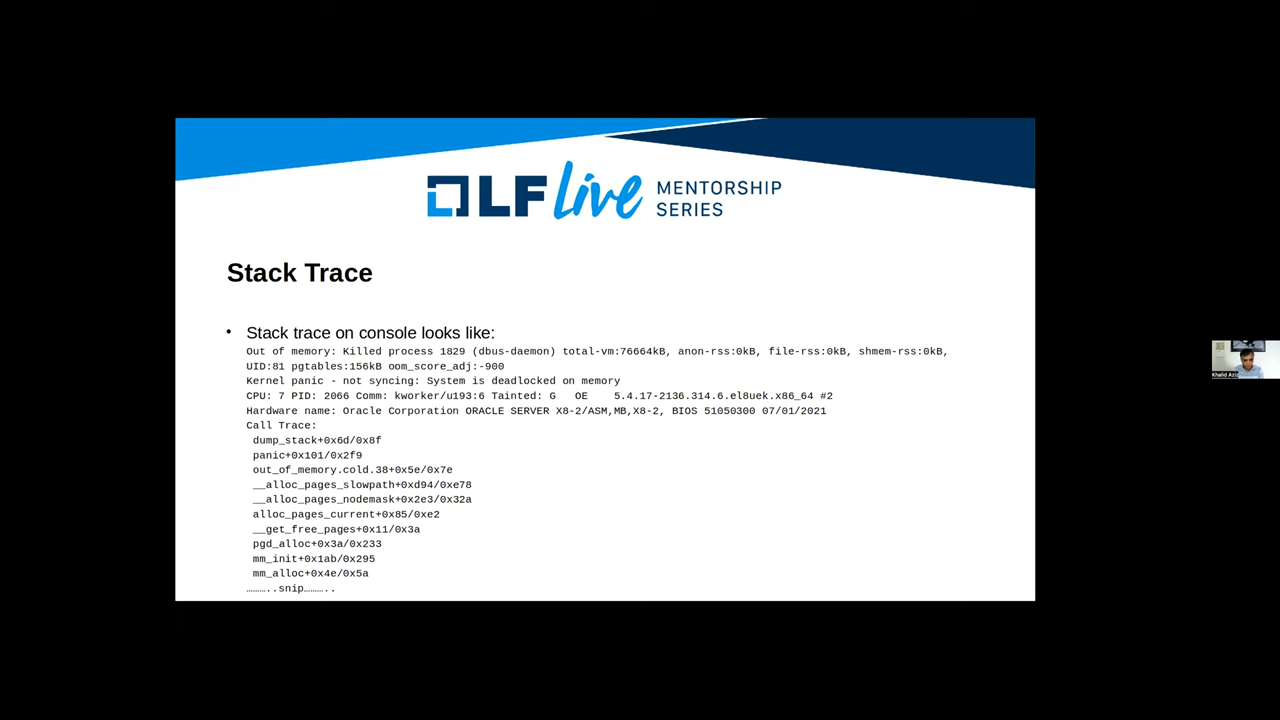 LF Live MENTORSHIP
SERIES
Stack Trace
• Stack trace on console looks like:
Out of memory: Killed process 1829 (dbus-daemon) total-vm:76664kB, anon-rss:0kB, file-rss:0kB, shmem-rss:0kB,
UID:81 pgtables:156kB oom_score_adj:-900
Kernel panic - not syncing: System is deadlocked on memory
CPU: 7 PID: 2066 Comm: kworker/u193:6 Tainted: G   OE    5.4.17-2136.314.6.el8uek.x86_64 #2
Hardware name: Oracle Corporation ORACLE SERVER X8-2/ASM,MB,X8-2, BIOS 51050300 07/01/2021
Call Trace:
dump_stack+0x6d/0x8f
panic+0x101/0x2f9
out_of_memory.cold.38+0x5e/0x7e
__alloc_pages_slowpath+0xd94/0xe78
__alloc_pages_nodemask+0x2e3/0x32a
alloc_pages_current+0x85/0xe2
__get_free_pages+0x11/0x3a
pgd_alloc+0x3a/0x233
mm_init+0x1ab/0x295
mm_alloc+0x4e/0x5a
………..snip………..
Khalid Aziz